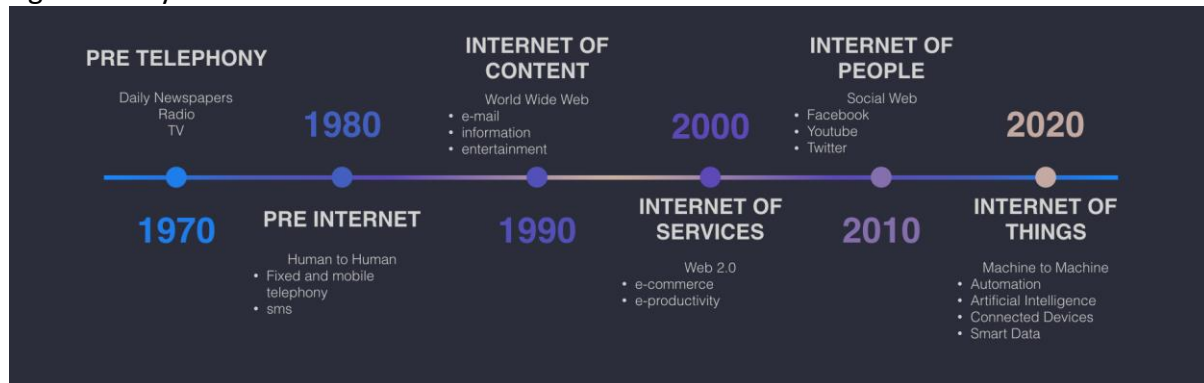 PRE TELEPHONY
Daily Newspapers
Radio
TV
1970
1980
PRE INTERNET
Human to Human
• Fixed and mobile
telephony
• sms
INTERNET OF
CONTENT
World Wide Web
• e-mail
• information
• entertainment
1990
2000
INTERNET OF
SERVICES
Web 2.0
• e-commerce
• e-productivity
INTERNET OF
PEOPLE
Social Web
• Facebook
• Youtube
• Twitter
2010
2020
INTERNET OF
THINGS
Machine to Machine
• Automation
• Artificial Intelligence
• Connected Devices
• Smart Data